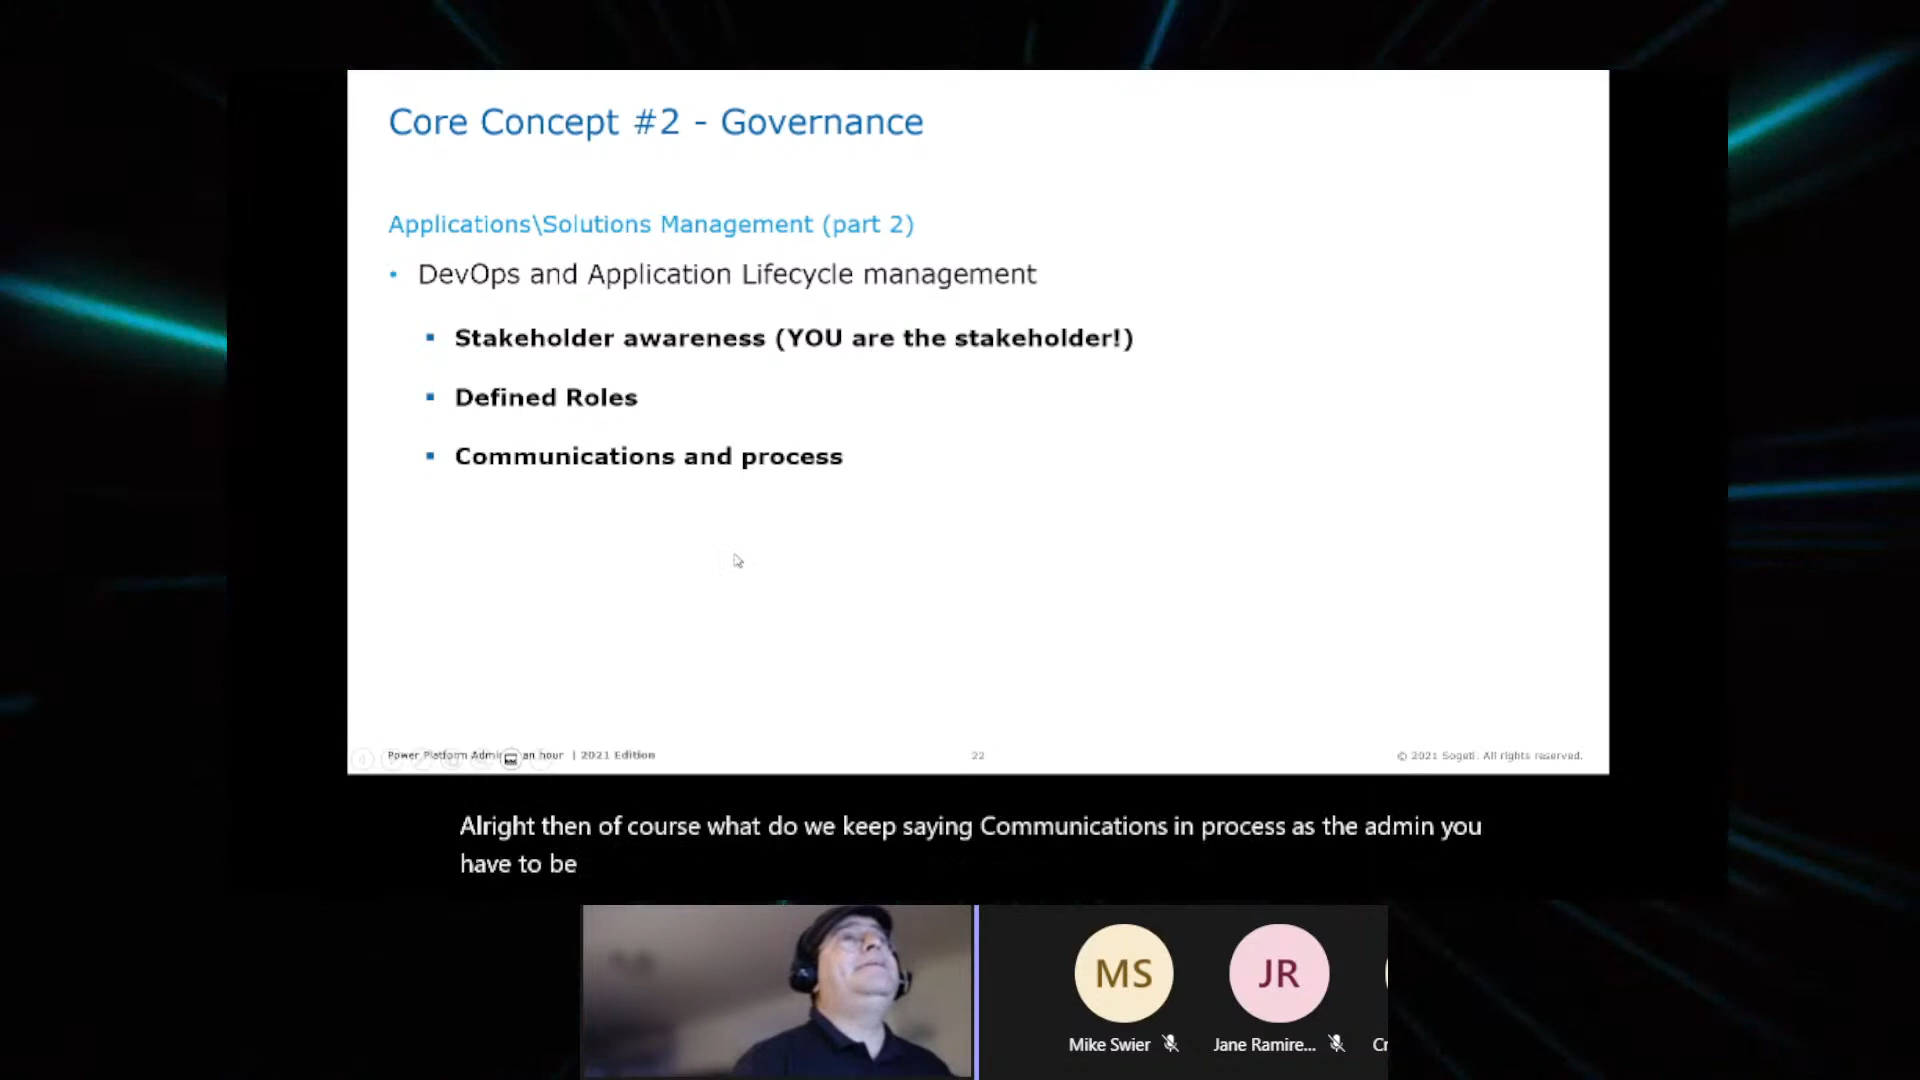 Core Concept #2 - Governance
Applications\Solutions Management (part 2)
• DevOps and Application Lifecycle management
▪ Stakeholder awareness (YOU are the stakeholder!)
▪ Defined Roles
▪ Communications and process
Power Platform Admin an hour | 2021 Edition
22
© 2021 Sogeti. All rights reserved.
Alright then of course what do we keep saying Communications in process as the admin you
have to be
MS
JR
Mike Swier
Jane Ramire...
Cr